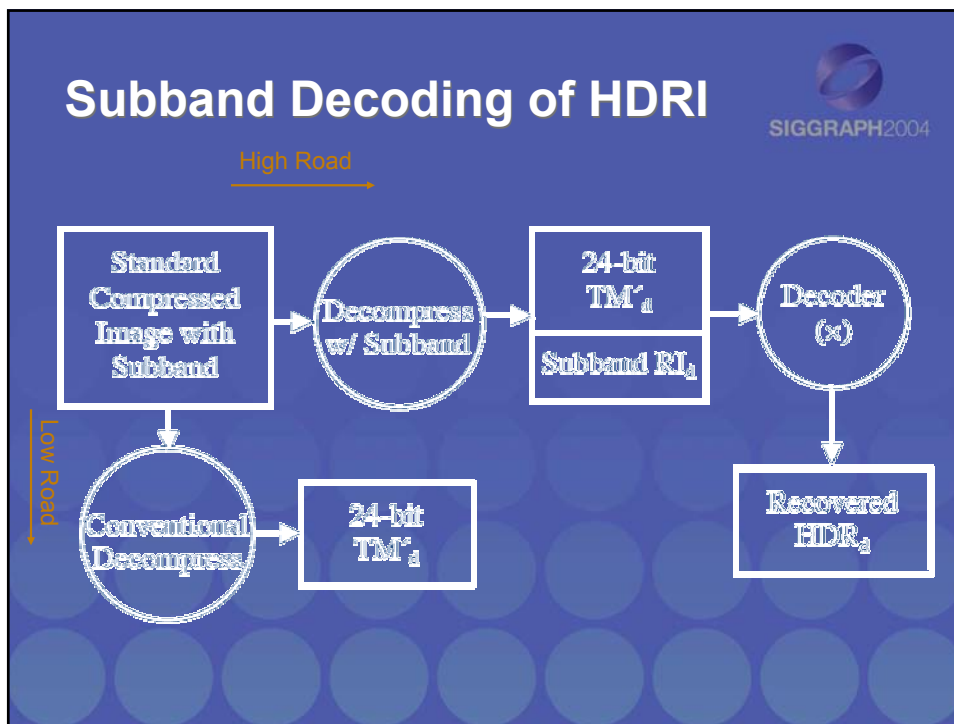 Subband Decoding of HDRI
SIGGRAPH2004
High Road
Standard
Compressed
Image with
Subband
Decompress
w/ Subband
24-bit
TM´d
Subband RId
Decoder
(×)
Low Road
Conventional
Decompress
24-bit
TM´d
Recovered
HDRd